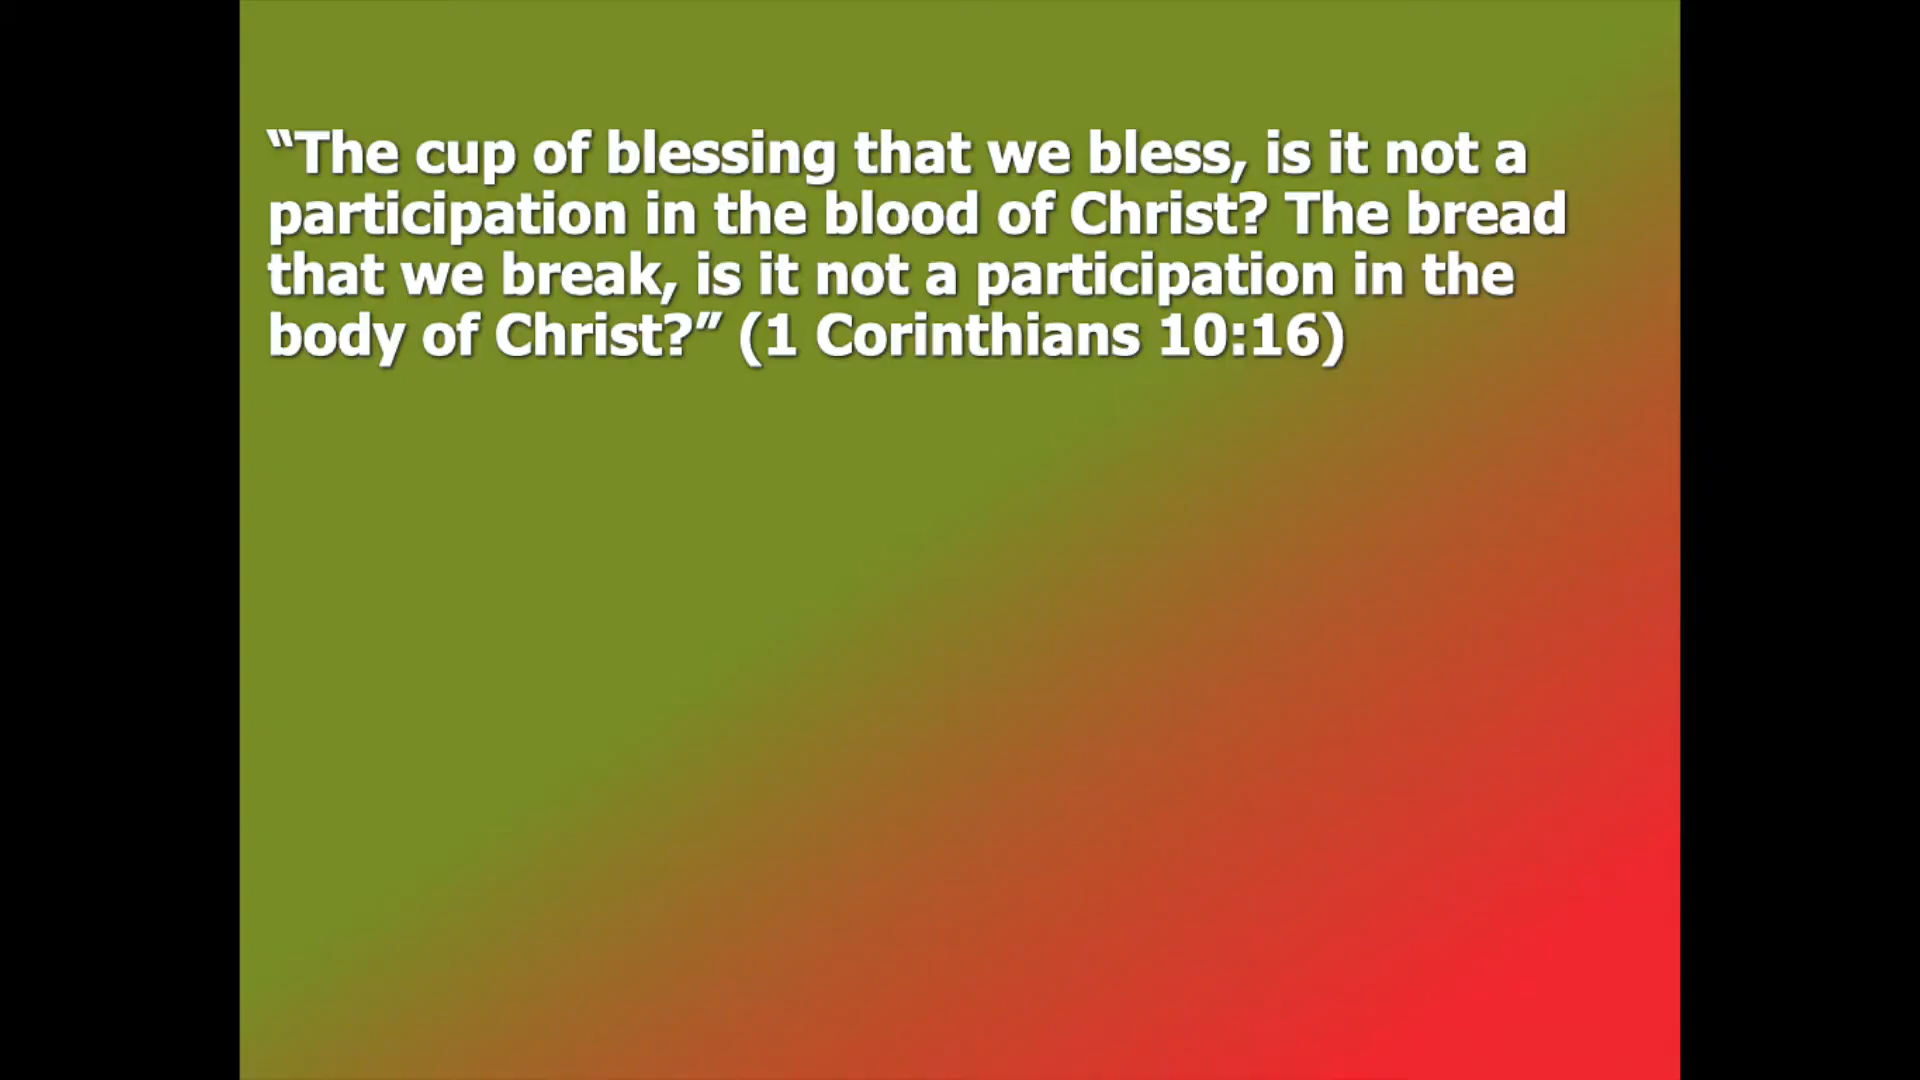 “The cup of blessing that we bless, is it not a
participation in the blood of Christ? The bread
that we break, is it not a participation in the
body of Christ?” (1 Corinthians 10:16)